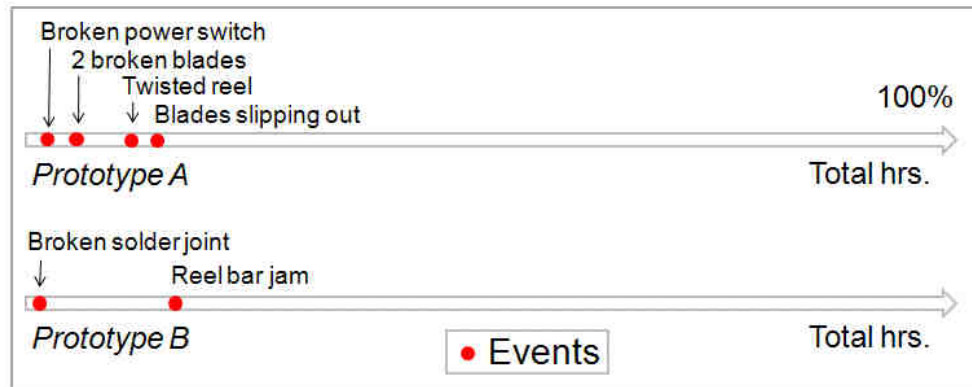 Broken power switch
2 broken blades
Twisted reel
Blades slipping out
100%
Prototype A
Total hrs.
Broken solder joint
Reel bar jam
Prototype B
Total hrs.
Events